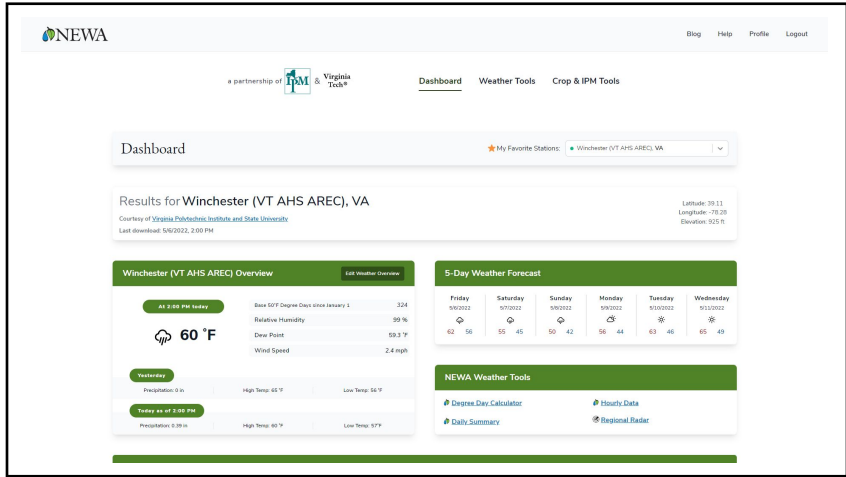 NEWA
Blog Help Profile Logout
a partnership of IPM & Virginia Tech®
Dashboard Weather Tools Crop & IPM Tools
Dashboard
My Favorite Stations: Winchester (VT AHS AREC), VA
Results for Winchester (VT AHS AREC), VA
Courtesy of Virginia Polytechnic Institute and State University
Last download: 5/6/2022, 2:00 PM
Latitude: 39.11
Longitude: -78.28
Elevation: 925 ft
Winchester (VT AHS AREC) Overview
Edit Weather Overview
At 2:00 PM today
60 °F
Base 50°F Degree Days since January 1 324
Relative Humidity 99 %
Dew Point 59.3 °F
Wind Speed 2.4 mph
Yesterday
Precipitation: 0 in High Temp: 65 °F Low Temp: 56 °F
Today as of 2:00 PM
Precipitation: 0.39 in High Temp: 60 °F Low Temp: 57°F
5-Day Weather Forecast
Friday Saturday Sunday Monday Tuesday Wednesday
5/6/2022 5/7/2022 5/8/2022 5/9/2022 5/10/2022 5/11/2022
62 56 55 45 50 42 56 44 63 46 65 49
NEWA Weather Tools
Degree Day Calculator Hourly Data
Daily Summary Regional Radar